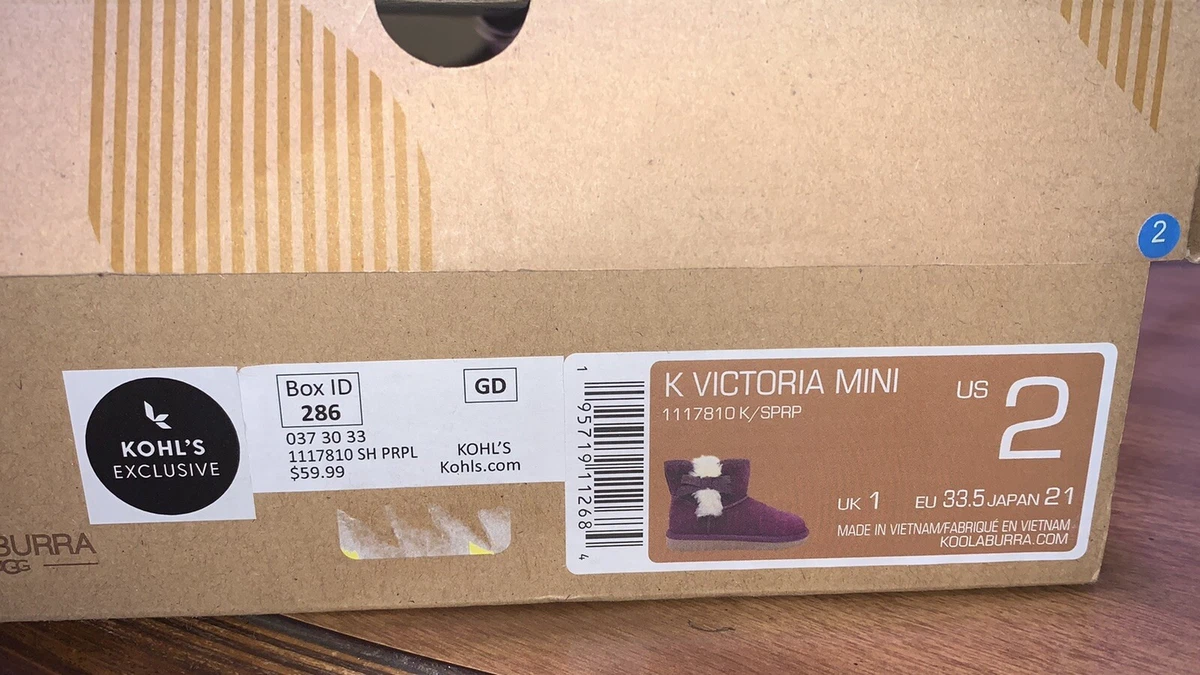 2
KOHL'S
EXCLUSIVE
Box ID
286
GD
037 30 33
1117810 SH PRPL
$59.99
KOHL'S
Kohls.com
BURRA
1 95719 11268 4
K VICTORIA MINI
1117810 K/SPRP
US 2
UK 1 EU 33.5 JAPAN 21
MADE IN VIETNAM/FABRIQUÉ EN VIETNAM
KOOLABURRA.COM